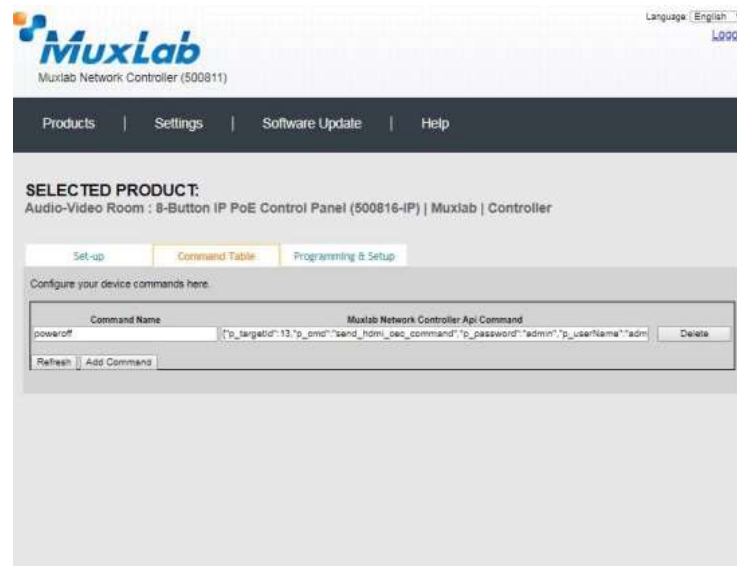 Language: English
Logo
MuxLab
Muxlab Network Controller (500811)
Products | Settings | Software Update | Help
SELECTED PRODUCT:
Audio-Video Room : 8-Button IP PoE Control Panel (500816-IP) | Muxlab | Controller
Set-up Command Table Programming & Setup
Configure your device commands here.
Command Name Muxlab Network Controller Api Command
poweroff {"p_targetId":13,"p_cmd":"send_hdmi_cec_command","p_password":"admin","p_userName":"adm Delete
Refresh Add Command